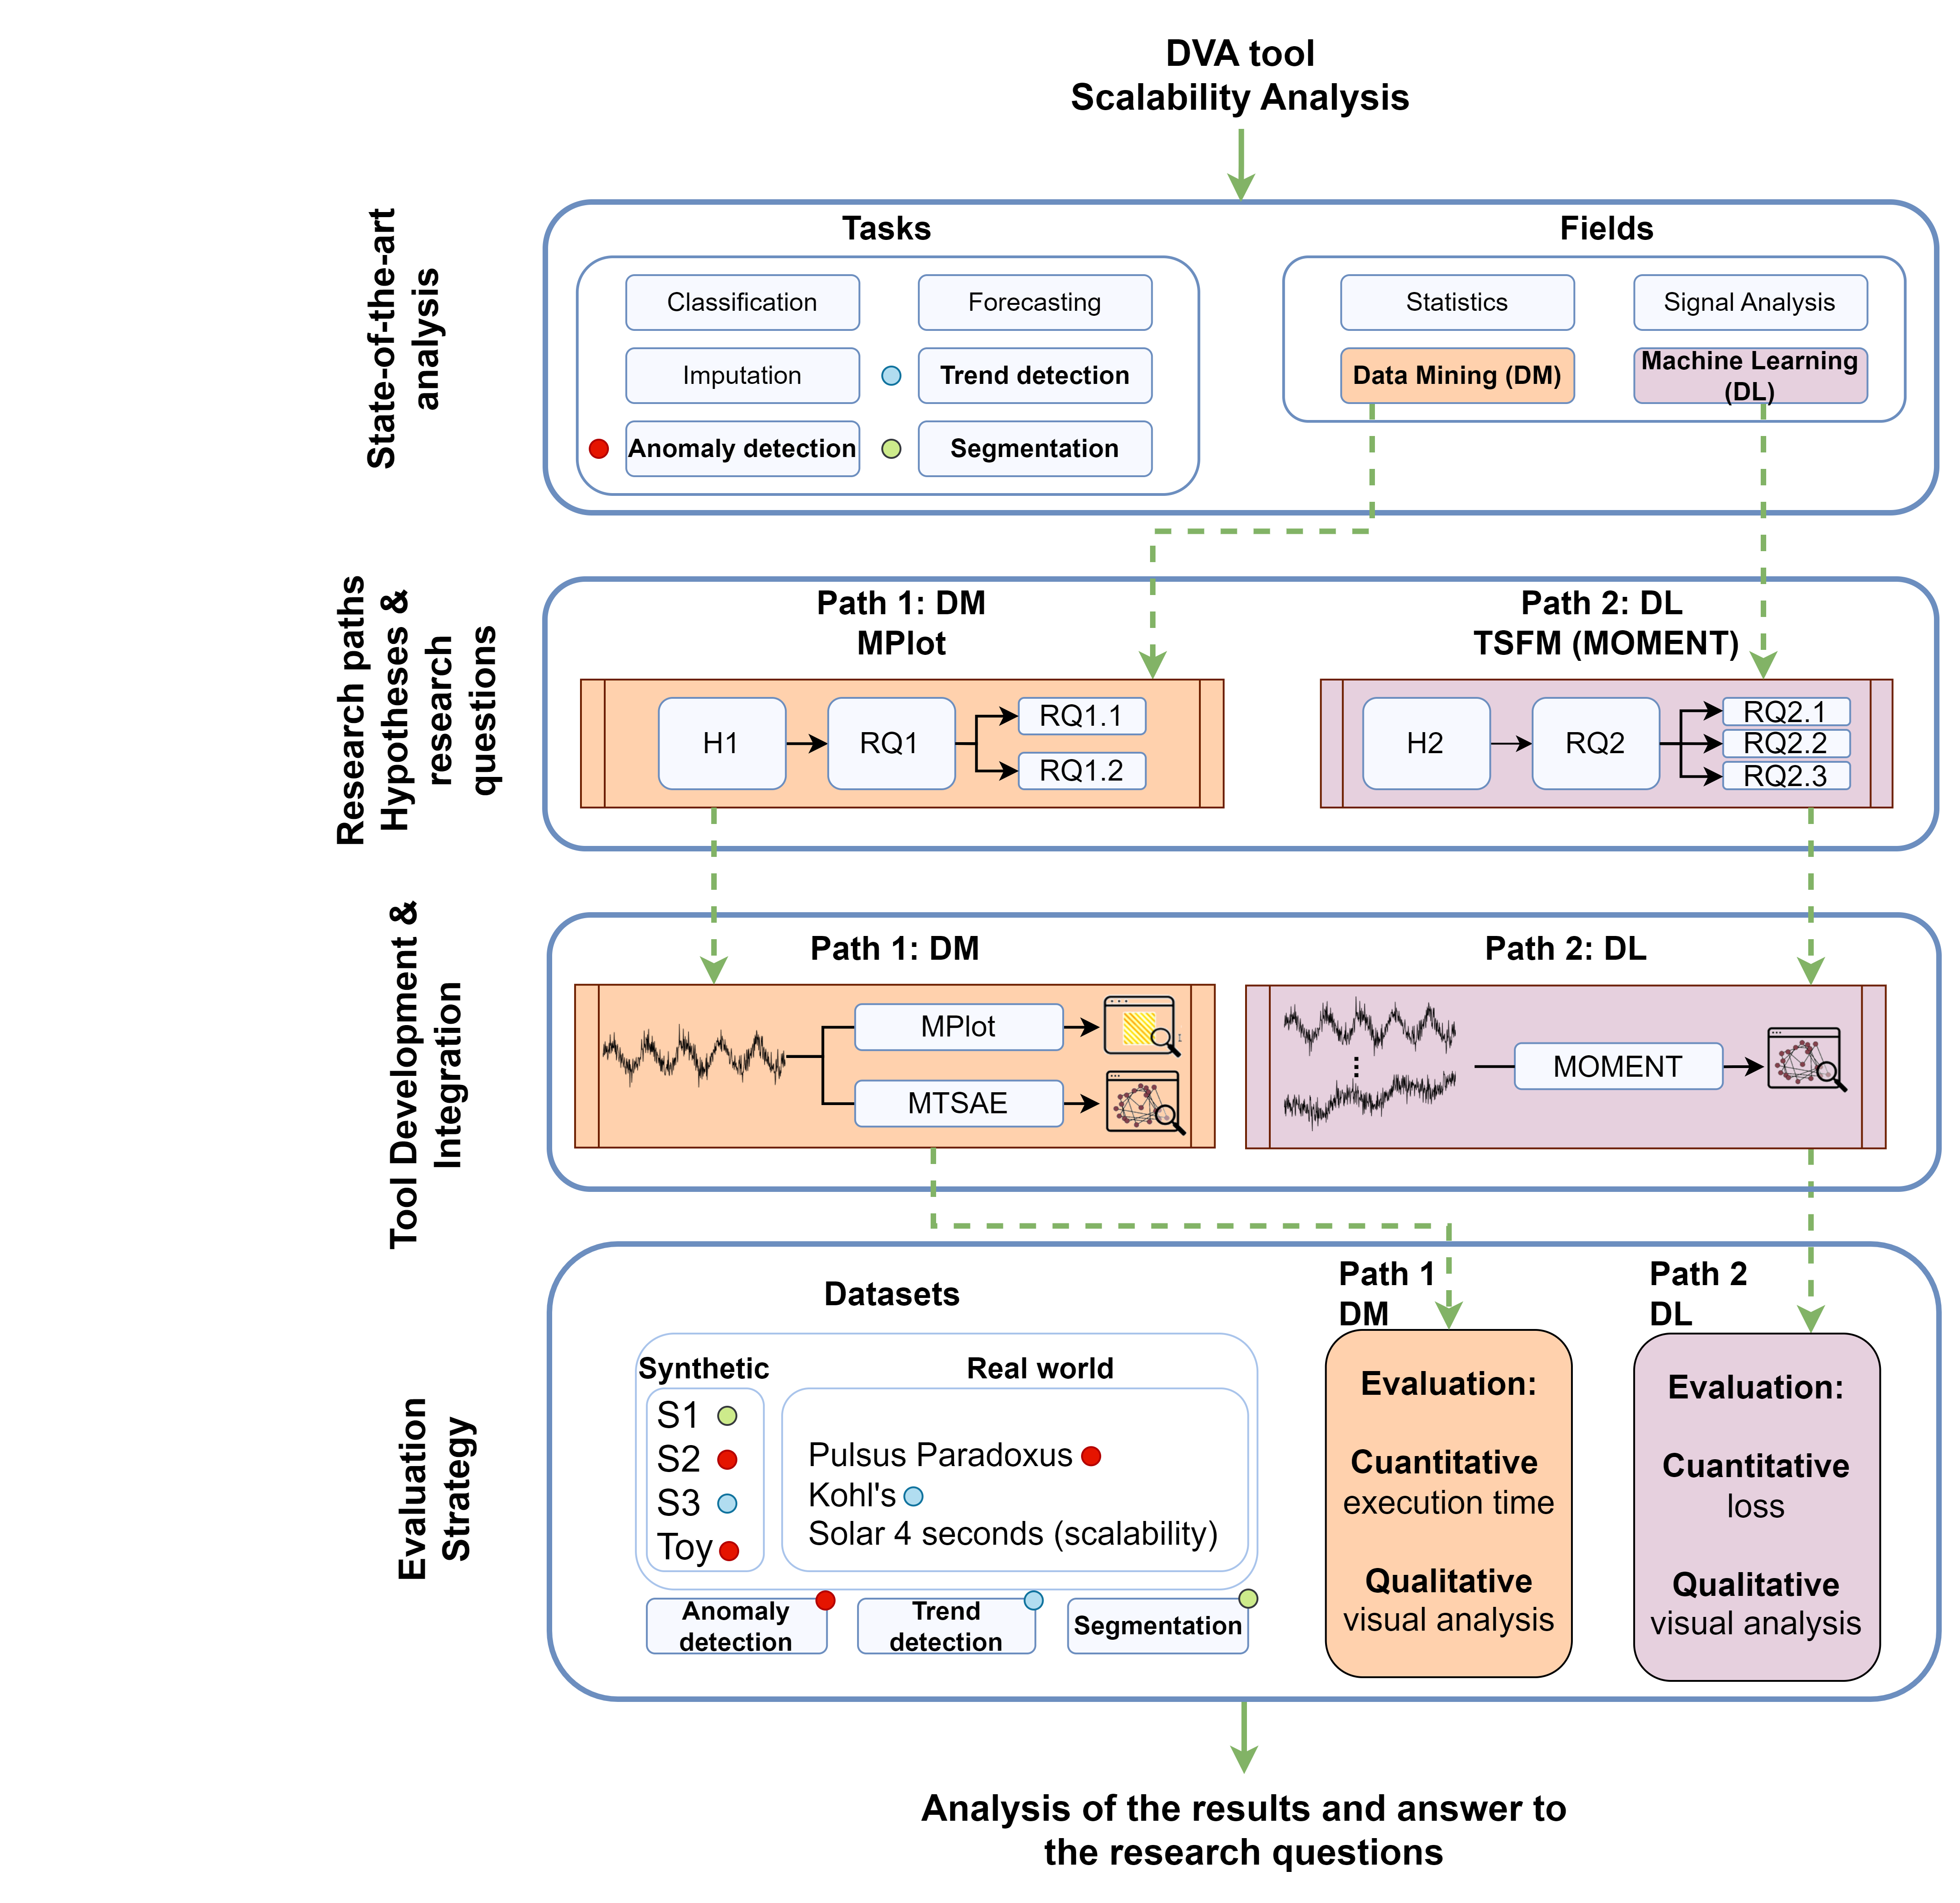 DVA tool
Scalability Analysis
State-of-the-art
analysis
Tasks
Classification
Forecasting
Imputation
Trend detection
Anomaly detection
Segmentation
Fields
Statistics
Signal Analysis
Data Mining (DM)
Machine Learning
(DL)
Research paths
Hypotheses &
research
questions
Path 1: DM
MPlot
H1
RQ1
RQ1.1
RQ1.2
Path 2: DL
TSFM (MOMENT)
H2
RQ2
RQ2.1
RQ2.2
RQ2.3
Tool Development &
Integration
Path 1: DM
MPlot
MTSAE
Path 2: DL
MOMENT
Evaluation
Strategy
Datasets
Synthetic
S1
S2
S3
Toy
Real world
Pulsus Paradoxus
Kohl's
Solar 4 seconds (scalability)
Anomaly
detection
Trend
detection
Segmentation
Path 1
DM
Evaluation:
Cuantitative
execution time
Qualitative
visual analysis
Path 2
DL
Evaluation:
Cuantitative
loss
Qualitative
visual analysis
Analysis of the results and answer to
the research questions